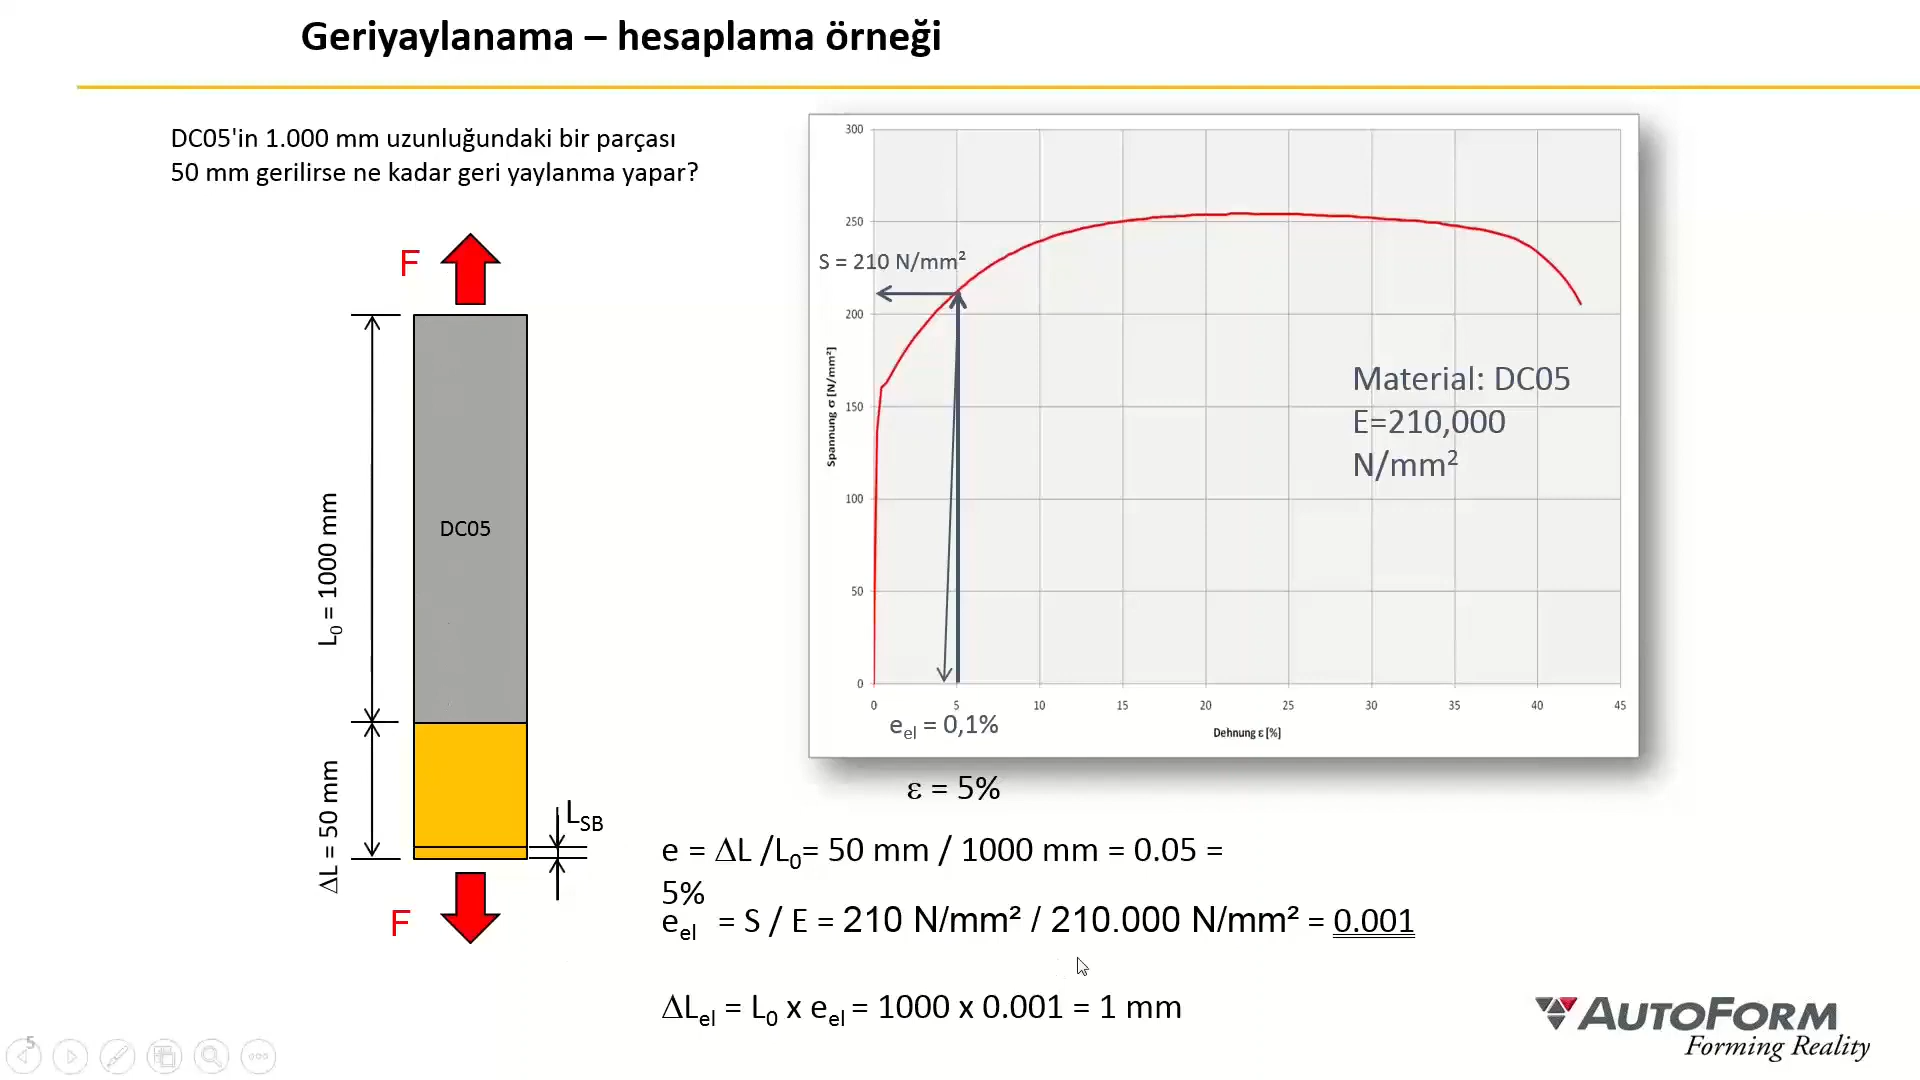 Geriyaylanama – hesaplama örneği
DC05'in 1.000 mm uzunluğundaki bir parçası
50 mm gerilirse ne kadar geri yaylanma yapar?
F
L0 = 1000 mm
DC05
ΔL = 50 mm
LSB
F
300
250
200
150
100
50
0
Spannung σ [N/mm²]
S = 210 N/mm²
Material: DC05
E=210,000
N/mm²
0 5 10 15 20 25 30 35 40 45
eel = 0,1%
Dehnung ε [%]
ε = 5%
e = ΔL /L0= 50 mm / 1000 mm = 0.05 =
5%
eel = S / E = 210 N/mm² / 210.000 N/mm² = 0.001
ΔLel = L0 x eel = 1000 x 0.001 = 1 mm
AUTOFORM
Forming Reality
5